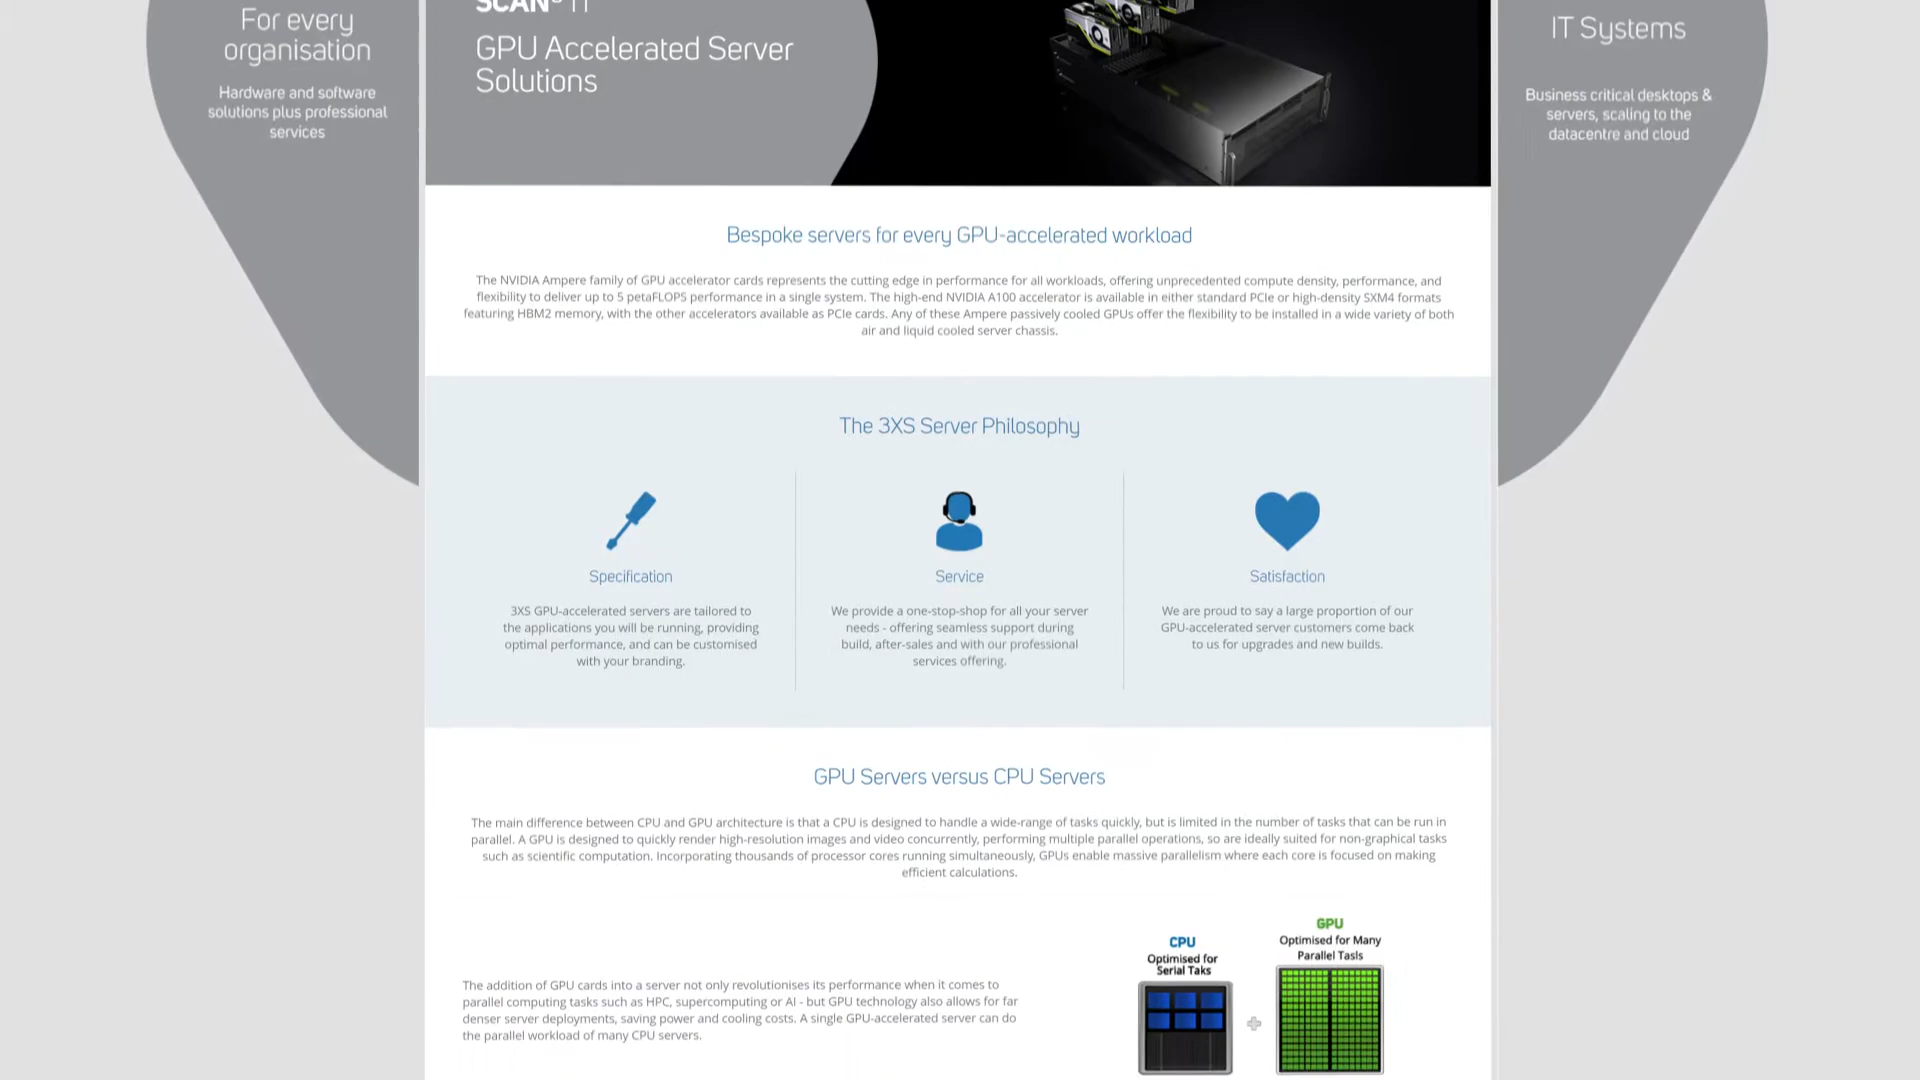 For every
organisation
Hardware and software
solutions plus professional
services
SCAN IT
GPU Accelerated Server
Solutions
IT Systems
Business critical desktops &
servers, scaling to the
datacentre and cloud
Bespoke servers for every GPU-accelerated workload
The NVIDIA Ampere family of GPU accelerator cards represents the cutting edge in performance for all workloads, offering unprecedented compute density, performance, and
flexibility to deliver up to 5 petaFLOPS performance in a single system. The high-end NVIDIA A100 accelerator is available in either standard PCIe or high-density SXM4 formats
featuring HBM2 memory, with the other accelerators available as PCIe cards. Any of these Ampere passively cooled GPUs offer the flexibility to be installed in a wide variety of both
air and liquid cooled server chassis.
The 3XS Server Philosophy
Specification
3XS GPU-accelerated servers are tailored to
the applications you will be running, providing
optimal performance, and can be customised
with your branding.
Service
We provide a one-stop-shop for all your server
needs - offering seamless support during
build, after-sales and with our professional
services offering.
Satisfaction
We are proud to say a large proportion of our
GPU-accelerated server customers come back
to us for upgrades and new builds.
GPU Servers versus CPU Servers
The main difference between CPU and GPU architecture is that a CPU is designed to handle a wide-range of tasks quickly, but is limited in the number of tasks that can be run in
parallel. A GPU is designed to quickly render high-resolution images and video concurrently, performing multiple parallel operations, so are ideally suited for non-graphical tasks
such as scientific computation. Incorporating thousands of processor cores running simultaneously, GPUs enable massive parallelism where each core is focused on making
efficient calculations.
The addition of GPU cards into a server not only revolutionises its performance when it comes to
parallel computing tasks such as HPC, supercomputing or AI - but GPU technology also allows for far
denser server deployments, saving power and cooling costs. A single GPU-accelerated server can do
the parallel workload of many CPU servers.
CPU
Optimised for
Serial Taks
GPU
Optimised for Many
Parallel Tasls